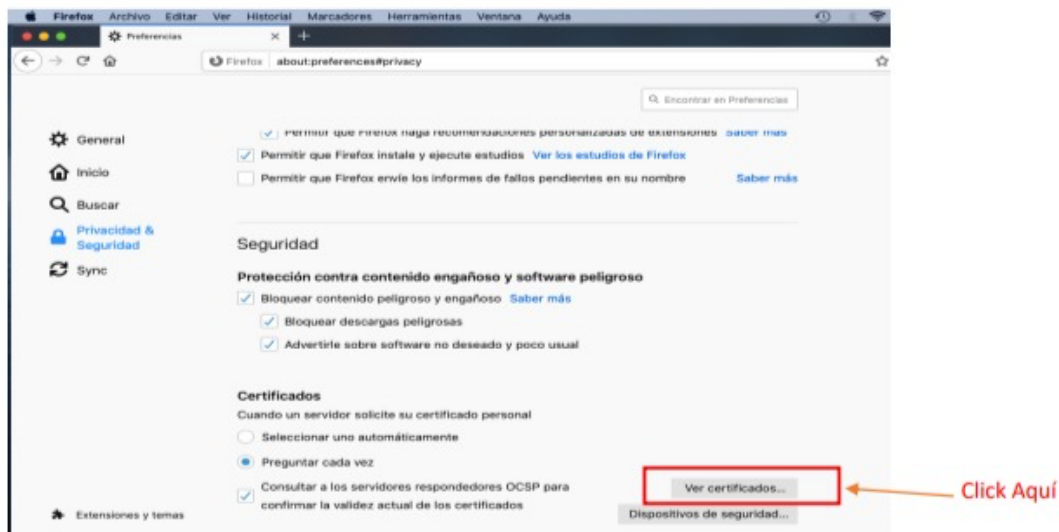 Firefox Archivo Editar Ver Historial Marcadores Herramientas Ventana Ayuda
Preferencias
Firefox about:preferences#privacy
Encontrar en Preferencias
General
Inicio
Buscar
Privacidad &
Seguridad
Sync
Extensiones y temas
Permitir que Firefox haga recomendaciones personalizadas de extensiones Saber más
Permitir que Firefox instale y ejecute estudios Ver los estudios de Firefox
Permitir que Firefox envíe los informes de fallos pendientes en su nombre Saber más
Seguridad
Protección contra contenido engañoso y software peligroso
Bloquear contenido peligroso y engañoso Saber más
Bloquear descargas peligrosas
Advertirle sobre software no deseado y poco usual
Certificados
Cuando un servidor solicite su certificado personal
Seleccionar uno automáticamente
Preguntar cada vez
Consultar a los servidores respondedores OCSP para
confirmar la validez actual de los certificados
Ver certificados...
Dispositivos de seguridad...
Click Aquí